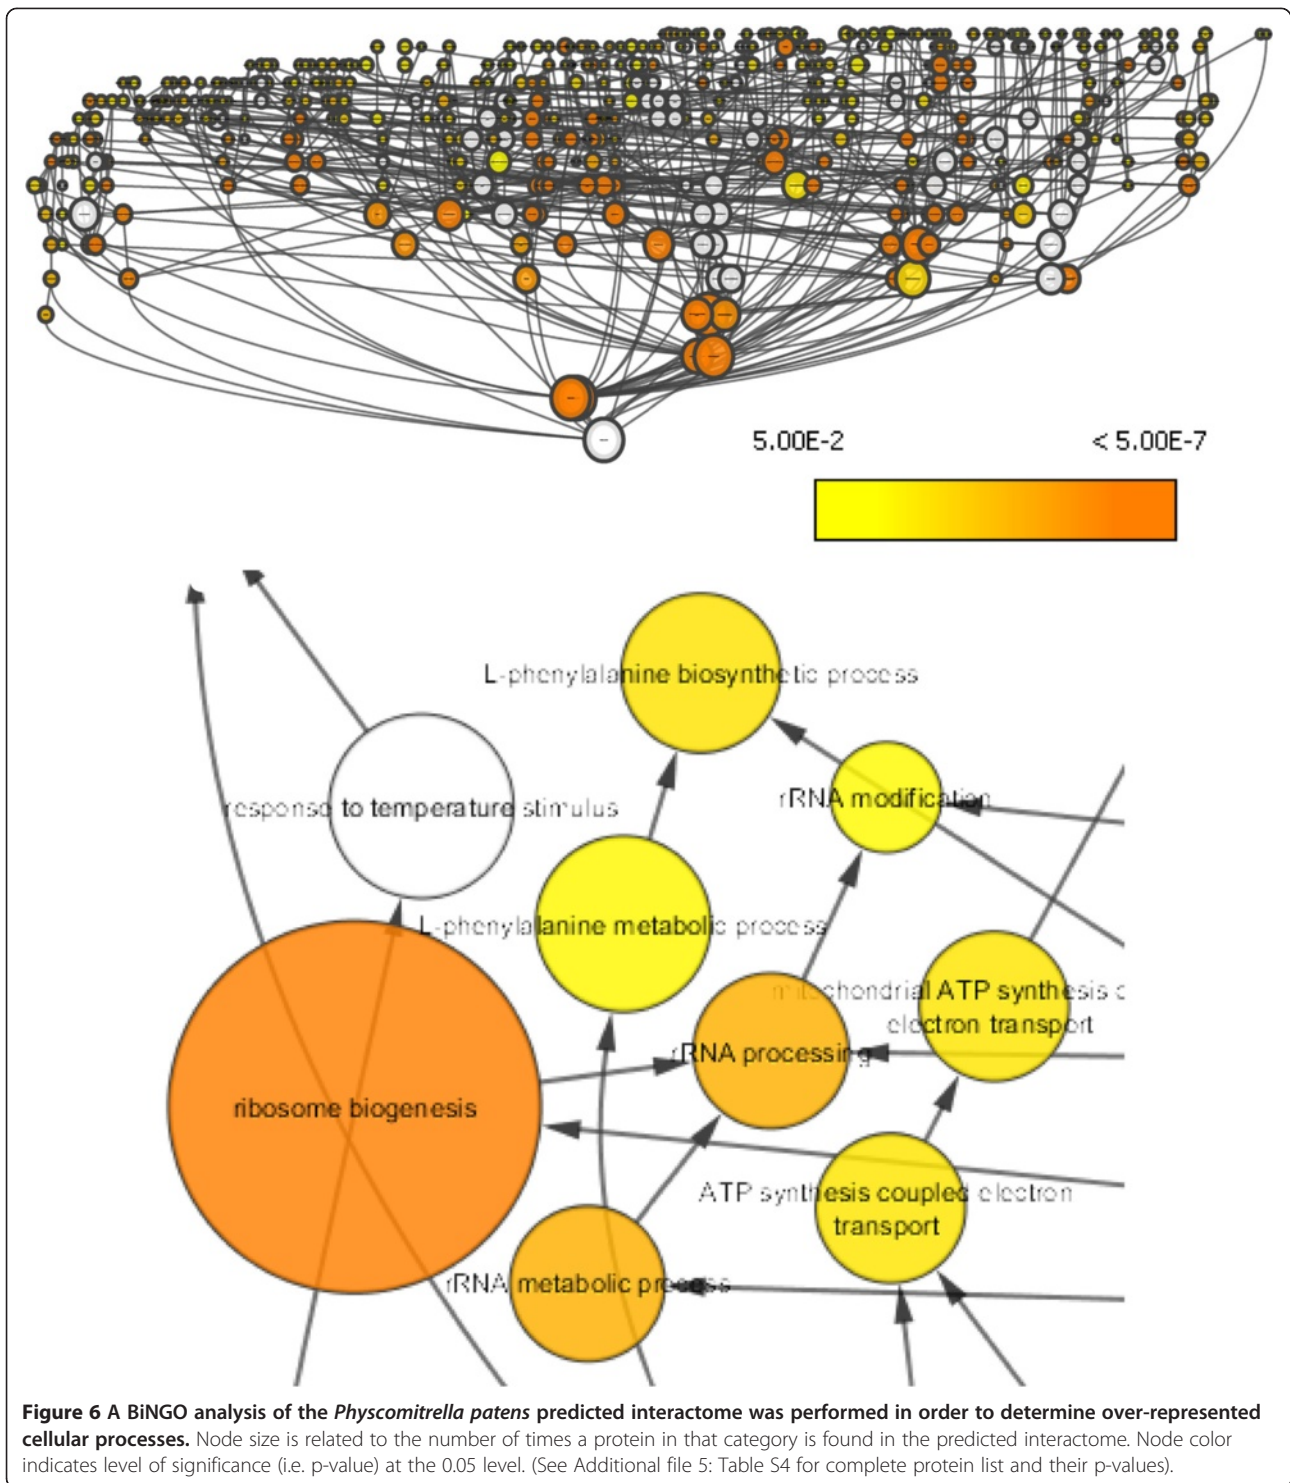 5.00E-2 < 5.00E-7
L-phenylalanine biosynthetic process
rRNA modification
response to temperature stimulus
L-phenylalanine metabolic process
mitochondrial ATP synthesis c
electron transport
rRNA processing
ribosome biogenesis
ATP synthesis coupled electron
transport
rRNA metabolic process
Figure 6 A BiNGO analysis of the Physcomitrella patens predicted interactome was performed in order to determine over-represented
cellular processes. Node size is related to the number of times a protein in that category is found in the predicted interactome. Node color
indicates level of significance (i.e. p-value) at the 0.05 level. (See Additional file 5: Table S4 for complete protein list and their p-values).